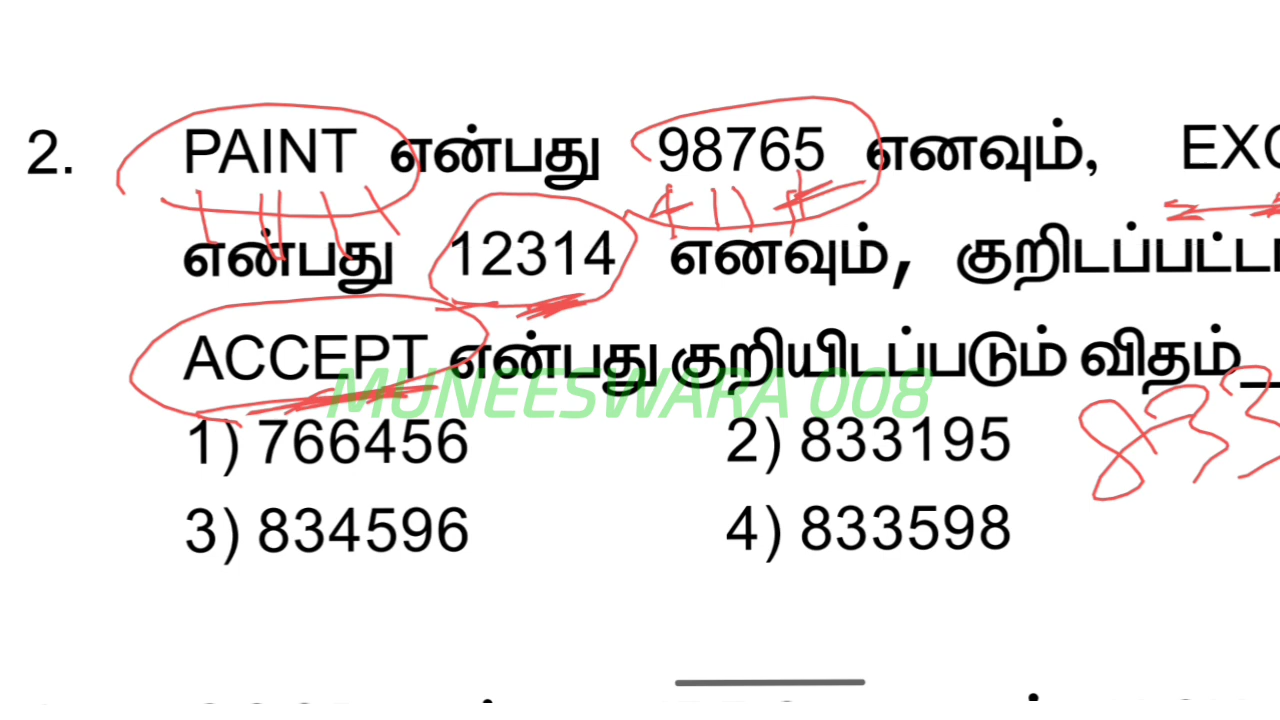 2. PAINT என்பது 98765 எனவும், EXC
என்பது 12314 எனவும், குறிடப்பட்ட
ACCEPT என்பது குறியிடப்படும் விதம்_
MUNEESWARA 008
1) 766456 2) 833195
833
3) 834596 4) 833598